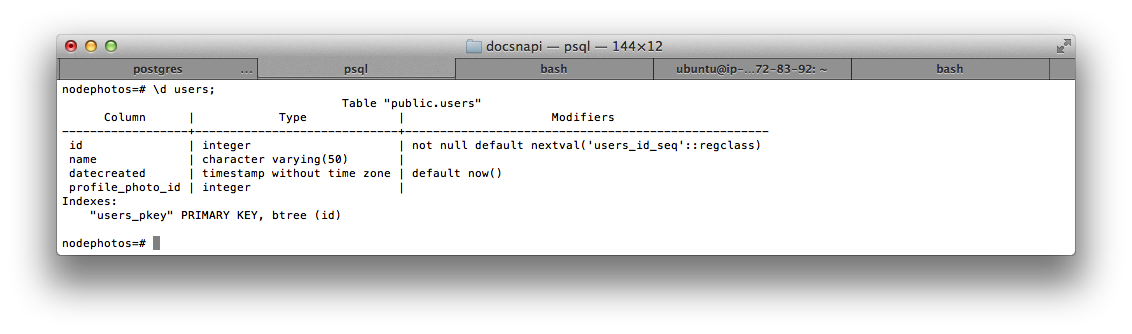 docsnapi — psql — 144×12
postgres ... psql bash ubuntu@ip-...72-83-92: ~ bash
nodephotos=# \d users;
                                        Table "public.users"
      Column      |            Type             |                     Modifiers
------------------+-----------------------------+----------------------------------------------------
 id               | integer                     | not null default nextval('users_id_seq'::regclass)
 name             | character varying(50)       |
 datecreated      | timestamp without time zone | default now()
 profile_photo_id | integer                     |
Indexes:
    "users_pkey" PRIMARY KEY, btree (id)
nodephotos=#